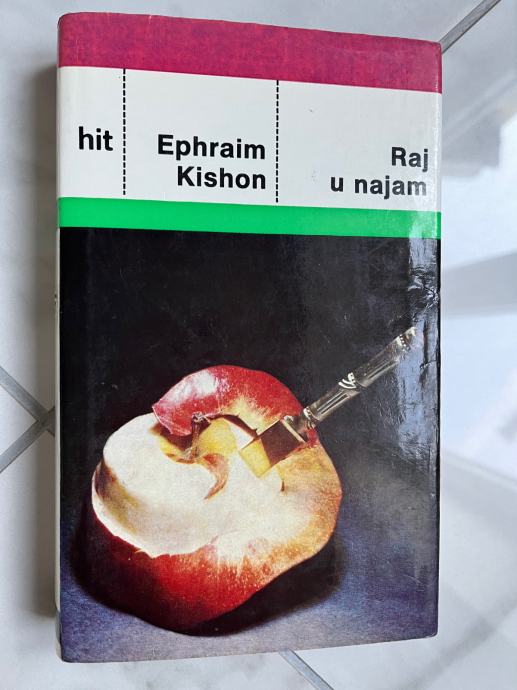 hit
Ephraim
Kishon
Raj
u najam